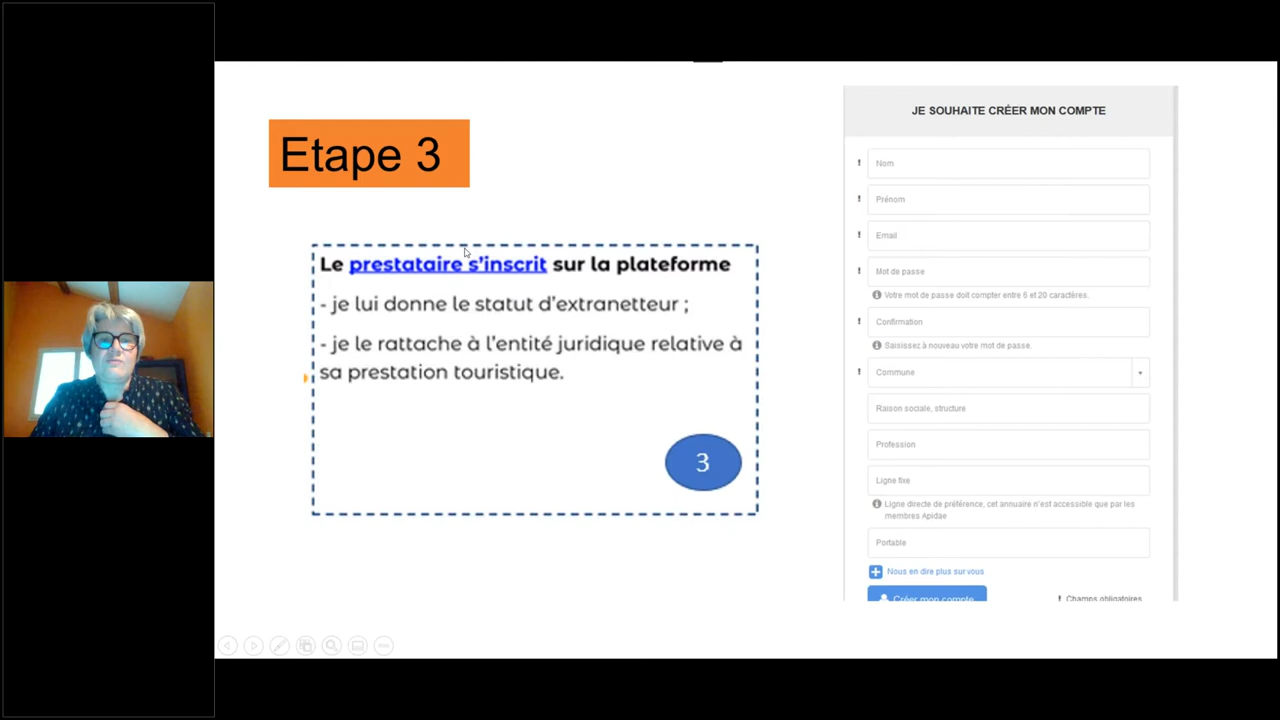 Etape 3
Le prestataire s'inscrit sur la plateforme
- je lui donne le statut d'extranetteur ;
- je le rattache à l'entité juridique relative à
sa prestation touristique.
3
JE SOUHAITE CRÉER MON COMPTE
! Nom
! Prénom
! Email
! Mot de passe
Votre mot de passe doit compter entre 6 et 20 caractères.
! Confirmation
Saisissez à nouveau votre mot de passe.
! Commune
Raison sociale, structure
Profession
Ligne fixe
Ligne directe de préférence, cet annuaire n'est accessible que par les
membres Apidae
Portable
Nous en dire plus sur vous
Créer mon compte
! Champs obligatoires